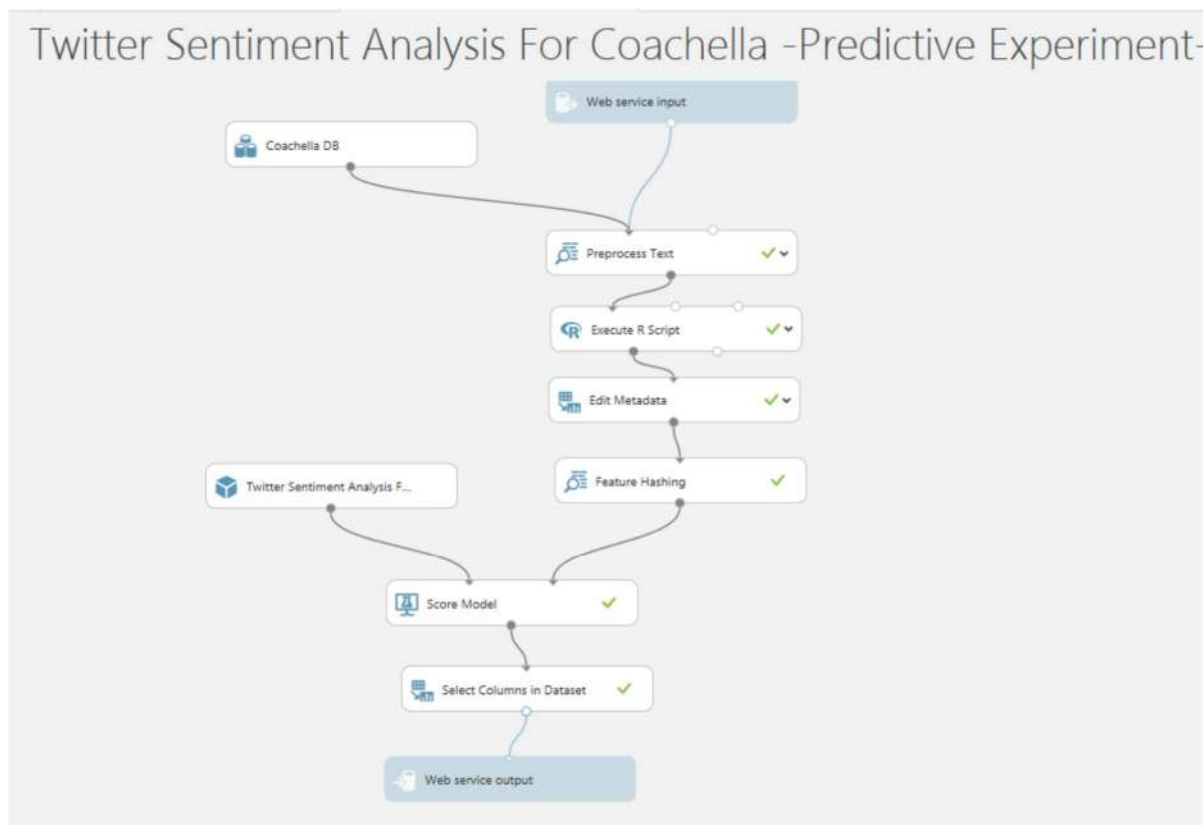 Twitter Sentiment Analysis For Coachella -Predictive Experiment-
Web service input
Coachella DB
Preprocess Text
R Execute R Script
Edit Metadata
Twitter Sentiment Analysis F...
Feature Hashing
Score Model
Select Columns in Dataset
Web service output